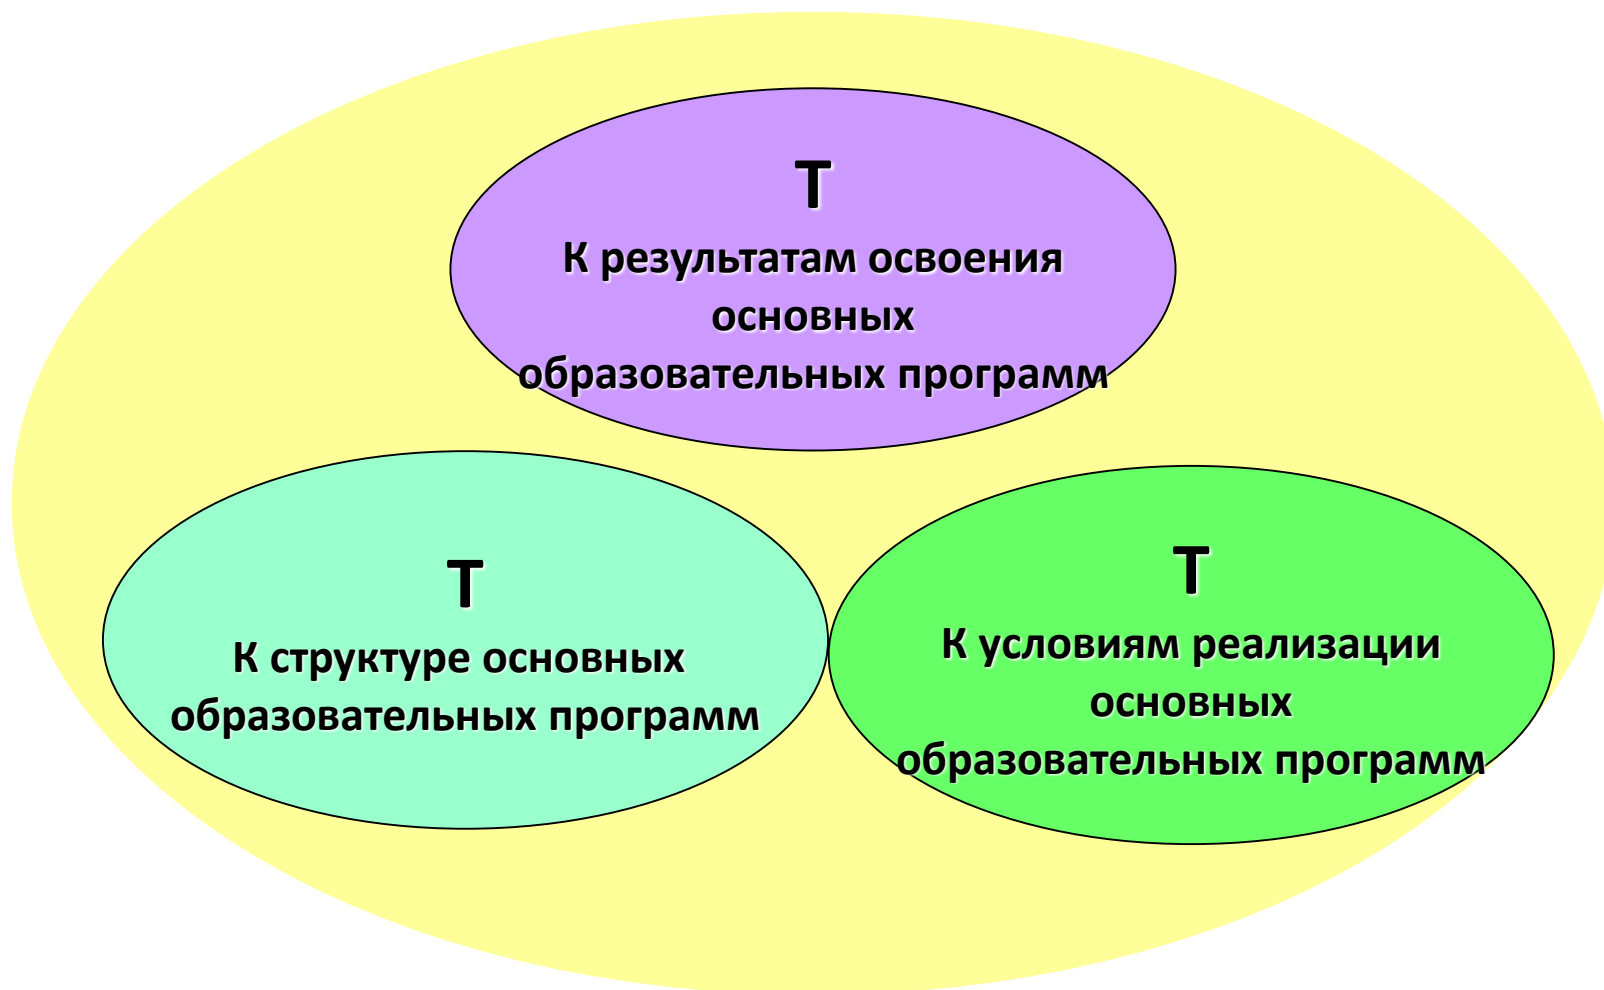 Т
К результатам освоения
основных
образовательных программ
Т
К структуре основных
образовательных программ
Т
К условиям реализации
основных
образовательных программ